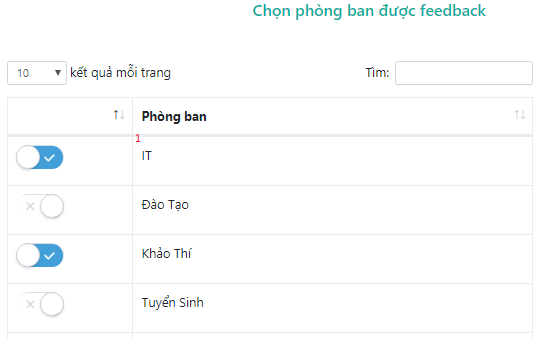 Chọn phòng ban được feedback
10 kết quả mỗi trang Tìm:
Phòng ban
1
IT
Đào Tạo
Khảo Thí
Tuyển Sinh